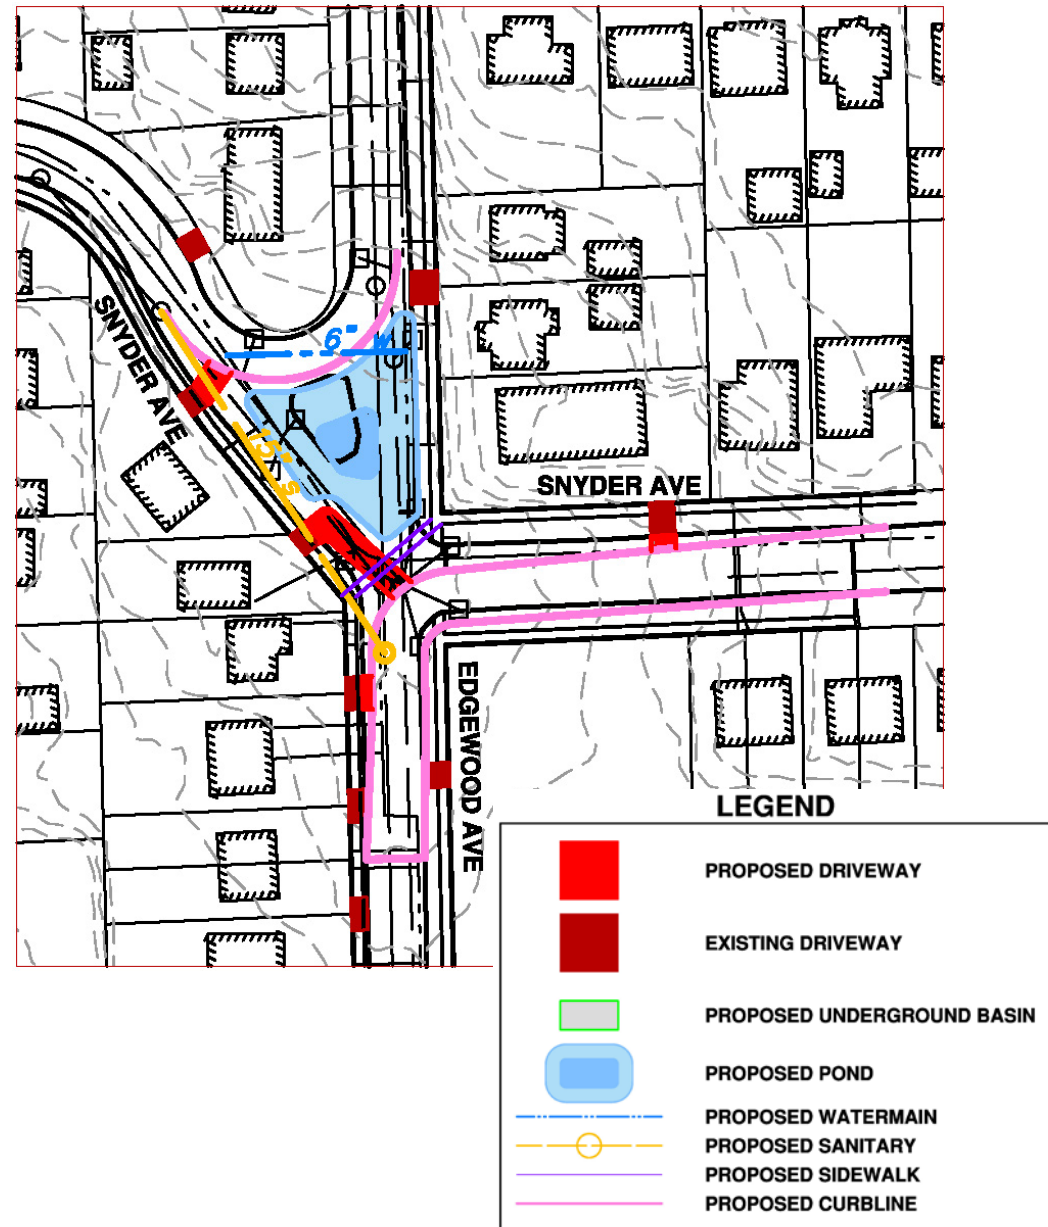 6" W
SNYDER AVE
15" S
SNYDER AVE
EDGEWOOD AVE
LEGEND
PROPOSED DRIVEWAY
EXISTING DRIVEWAY
PROPOSED UNDERGROUND BASIN
PROPOSED POND
PROPOSED WATERMAIN
PROPOSED SANITARY
PROPOSED SIDEWALK
PROPOSED CURBLINE